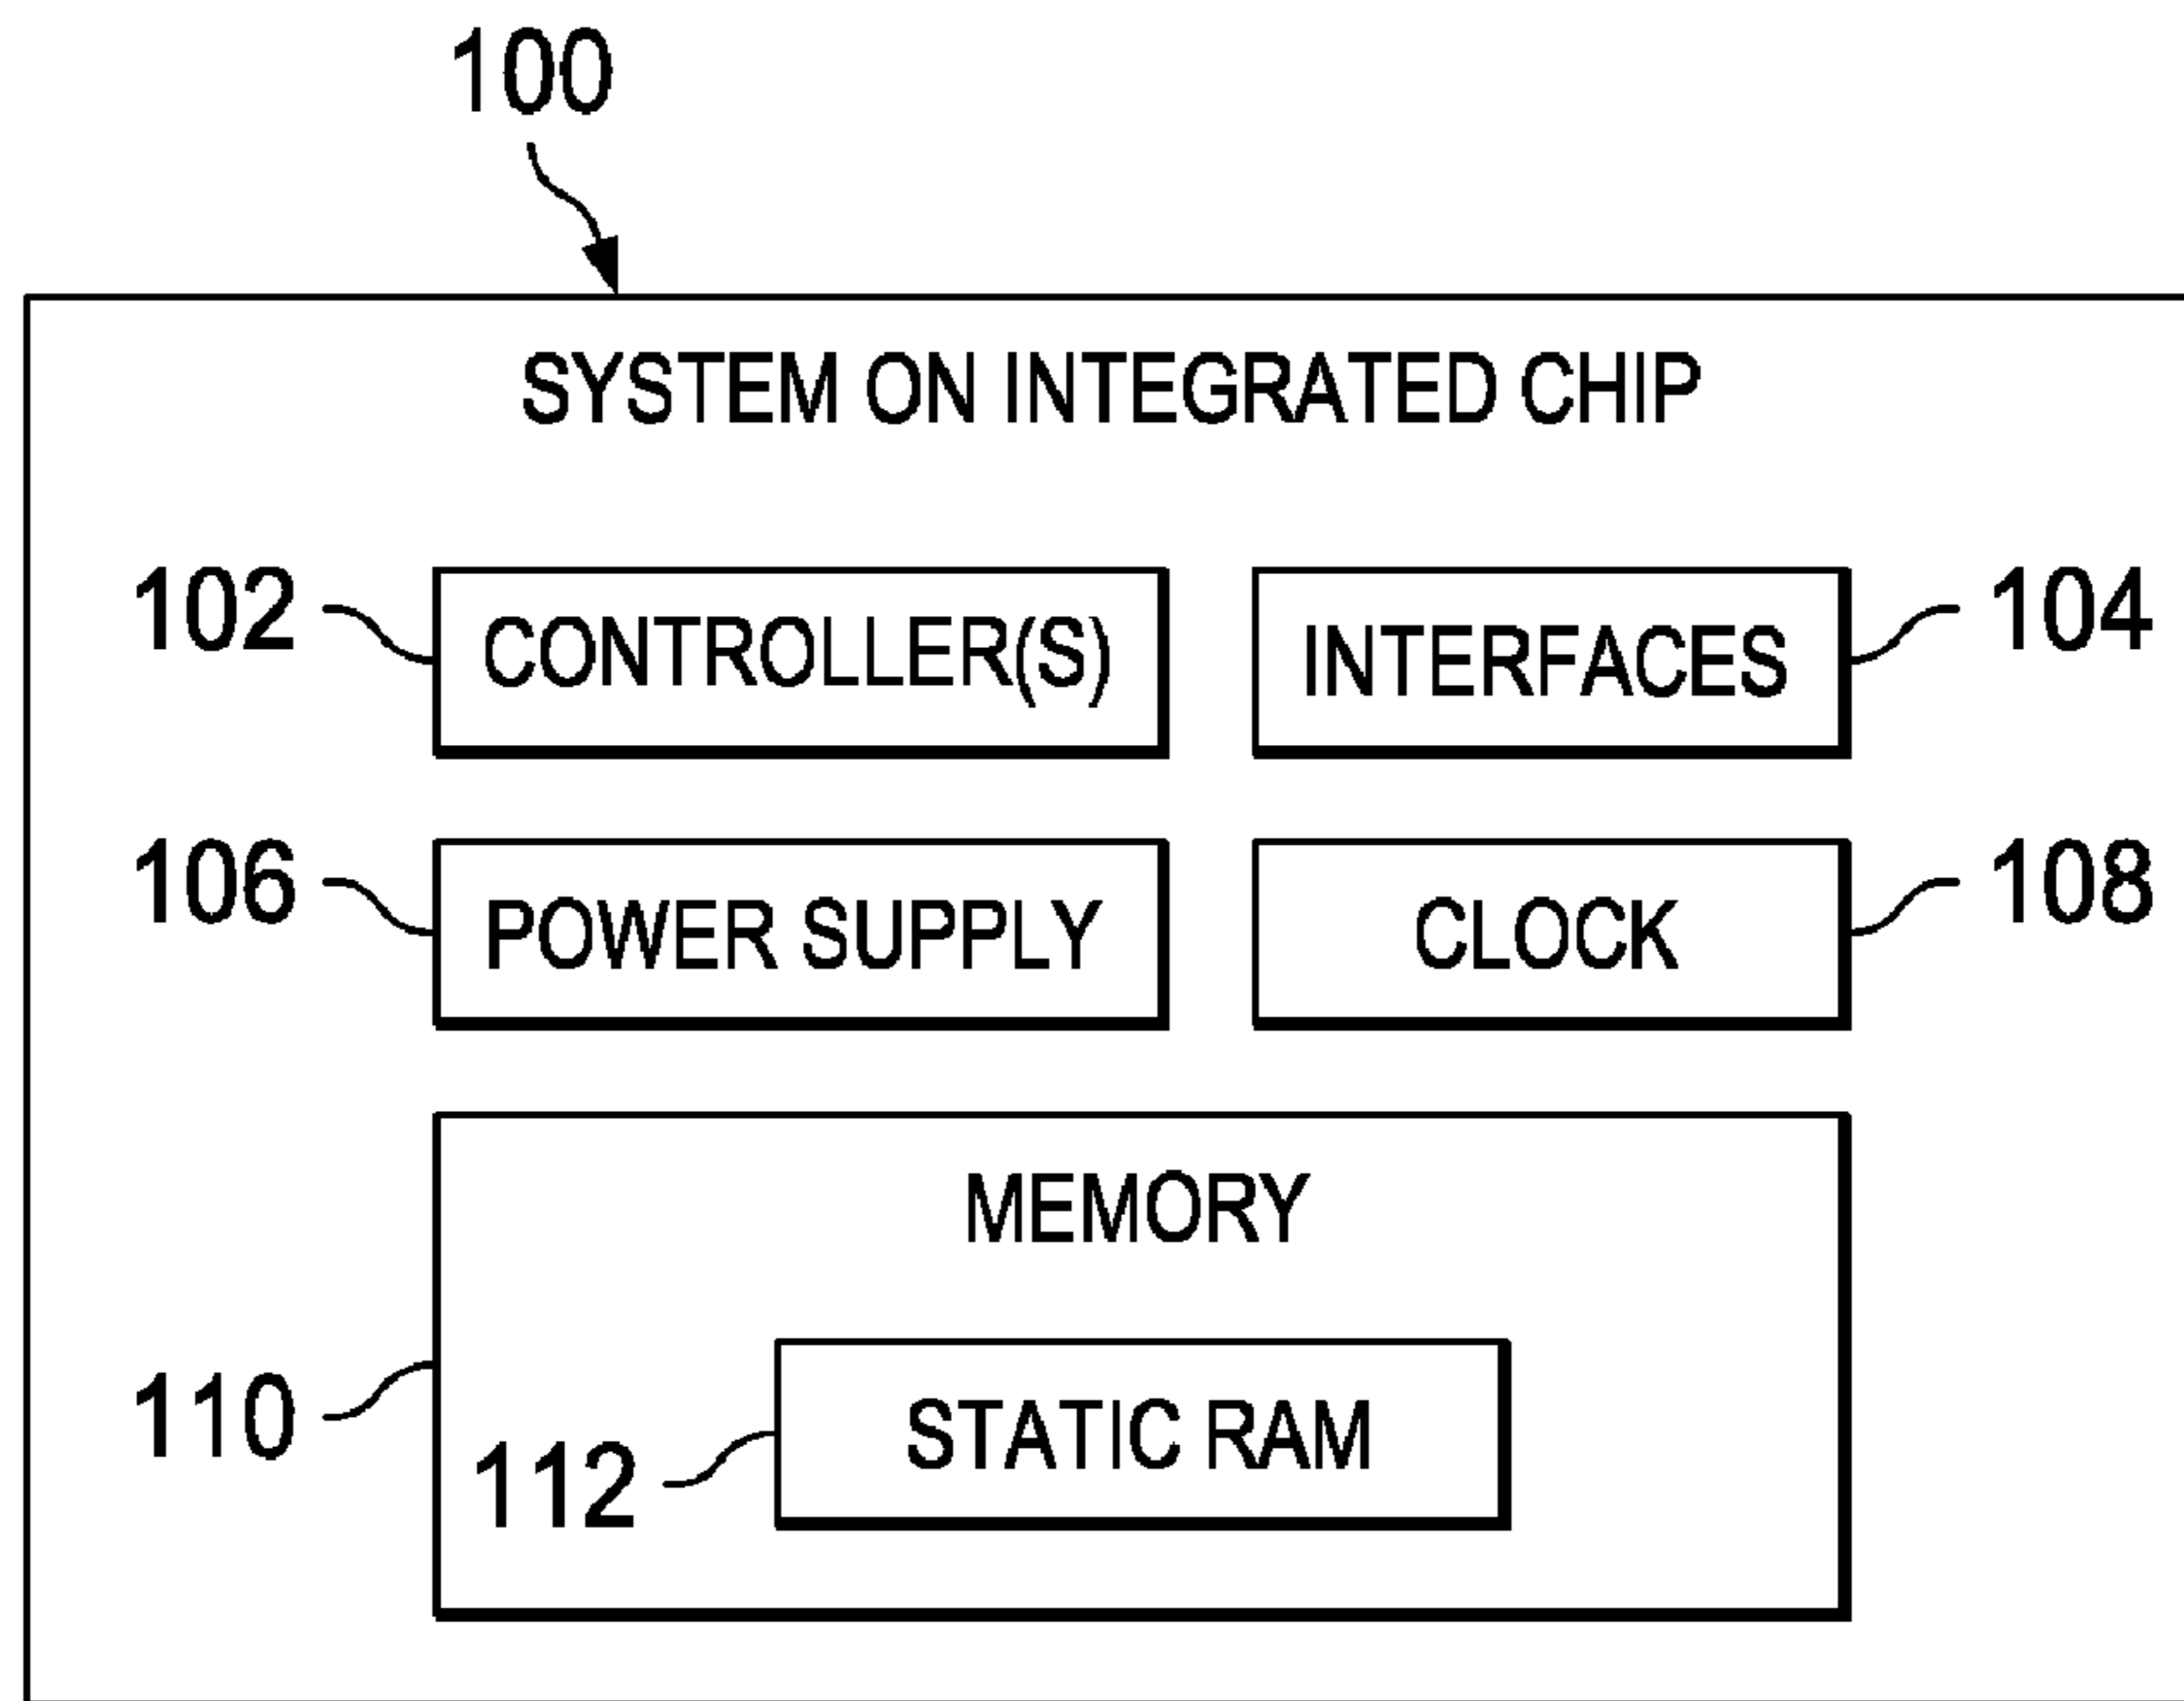 100
SYSTEM ON INTEGRATED CHIP
102 CONTROLLER(S) INTERFACES 104
106 POWER SUPPLY CLOCK 108
MEMORY
110
112 STATIC RAM